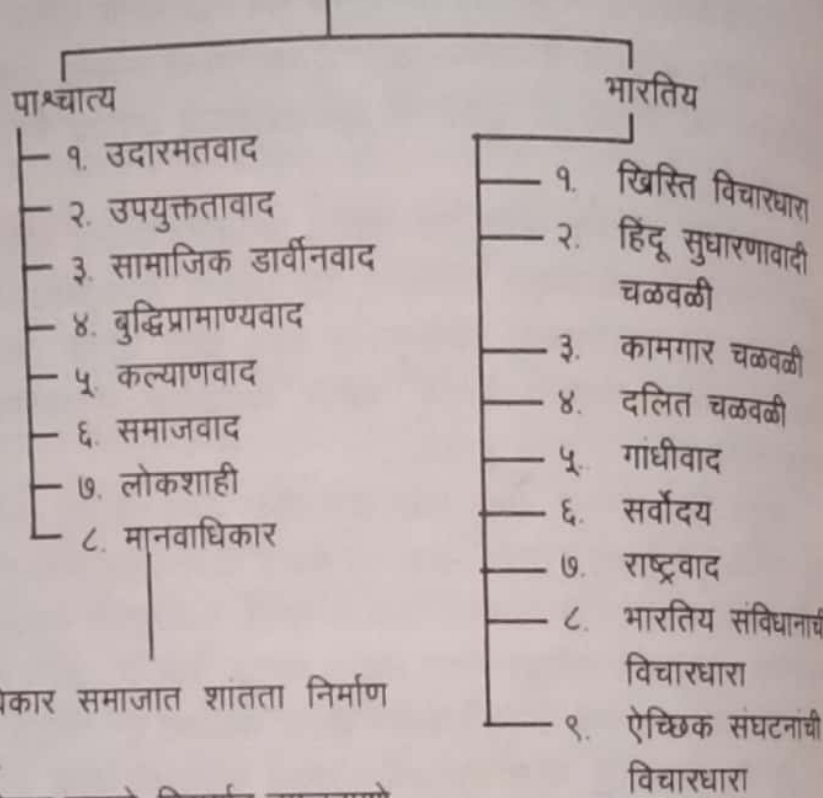 पाश्चात्य
१. उदारमतवाद
२. उपयुक्ततावाद
३. सामाजिक डार्वीनवाद
४. बुद्धिप्रामाण्यवाद
५. कल्याणवाद
६. समाजवाद
७. लोकशाही
८. मानवाधिकार
भारतिय
१. ख्रिस्ति विचारधारा
२. हिंदू सुधारणावादी
चळवळी
३. कामगार चळवळी
४. दलित चळवळी
५. गांधीवाद
६. सर्वोदय
७. राष्ट्रवाद
८. भारतिय संविधानाची
विचारधारा
९. ऐच्छिक संघटनांची
विचारधारा
समाजात शांतता निर्माण